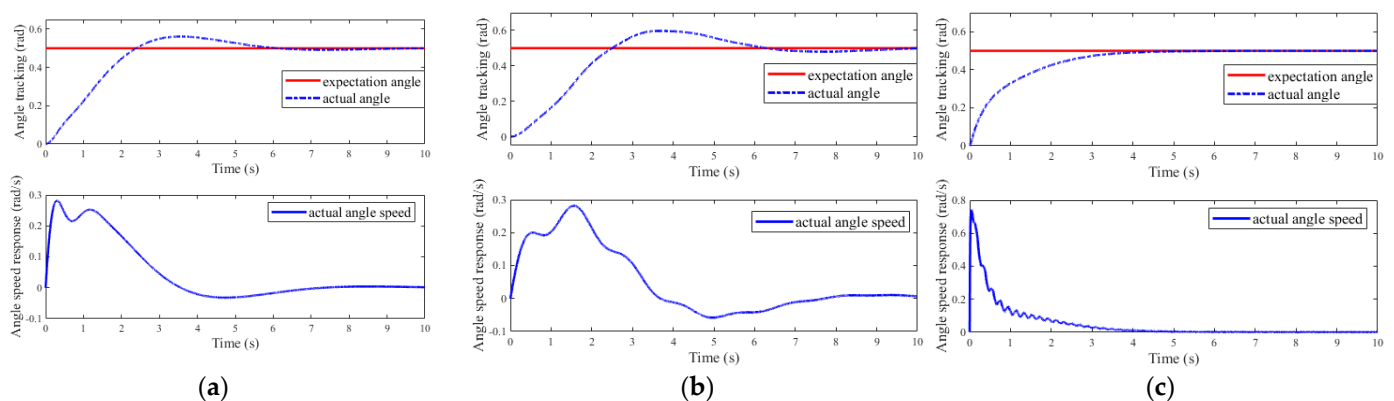 Angle tracking (rad)
0.6
0.4
0.2
0
expectation angle
actual angle
0 1 2 3 4 5 6 7 8 9 10
Time (s)
Angle speed response (rad/s)
0.3
0.2
0.1
0
-0.1
actual angle speed
0 1 2 3 4 5 6 7 8 9 10
Time (s)
(a)
Angle tracking (rad)
0.6
0.4
0.2
0
expectation angle
actual angle
0 1 2 3 4 5 6 7 8 9 10
Time (s)
Angle speed response (rad/s)
0.3
0.2
0.1
0
-0.1
actual angle speed
0 1 2 3 4 5 6 7 8 9 10
Time (s)
(b)
Angle tracking (rad)
0.6
0.4
0.2
0
expectation angle
actual angle
0 1 2 3 4 5 6 7 8 9 10
Time (s)
Angle speed response (rad/s)
0.8
0.6
0.4
0.2
0
actual angle speed
0 1 2 3 4 5 6 7 8 9 10
Time (s)
(c)